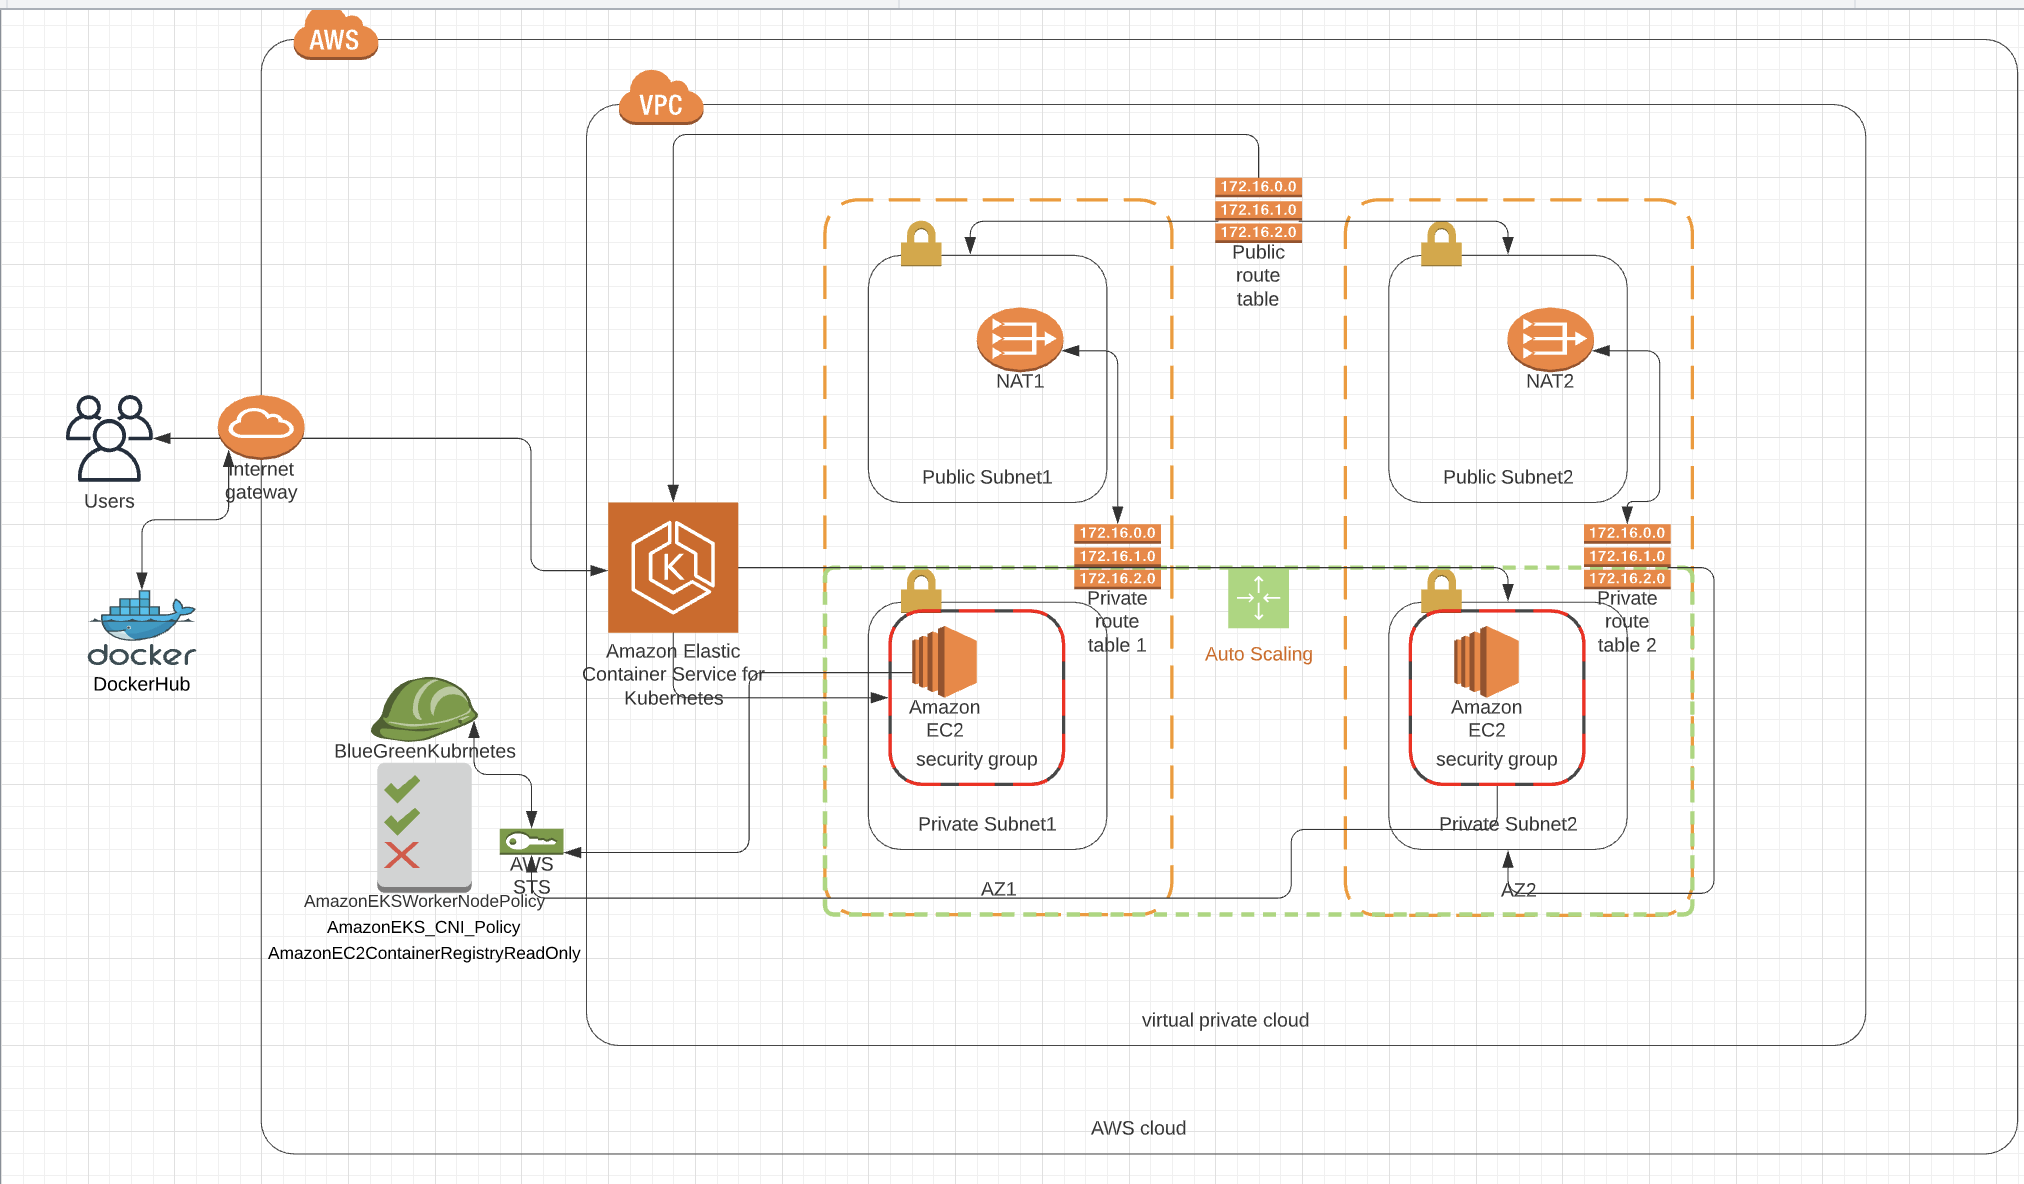 AWS
VPC
172.16.0.0
172.16.1.0
172.16.2.0
Public
route
table
NAT1
NAT2
Public Subnet1
Public Subnet2
Users
Internet
gateway
docker
DockerHub
K
Amazon Elastic
Container Service for
Kubernetes
172.16.0.0
172.16.1.0
172.16.2.0
Private
route
table 1
Auto Scaling
172.16.0.0
172.16.1.0
172.16.2.0
Private
route
table 2
Amazon
EC2
security group
Private Subnet1
AZ1
Amazon
EC2
security group
Private Subnet2
AZ2
BlueGreenKubrnetes
AWS
STS
AmazonEKSWorkerNodePolicy
AmazonEKS_CNI_Policy
AmazonEC2ContainerRegistryReadOnly
virtual private cloud
AWS cloud